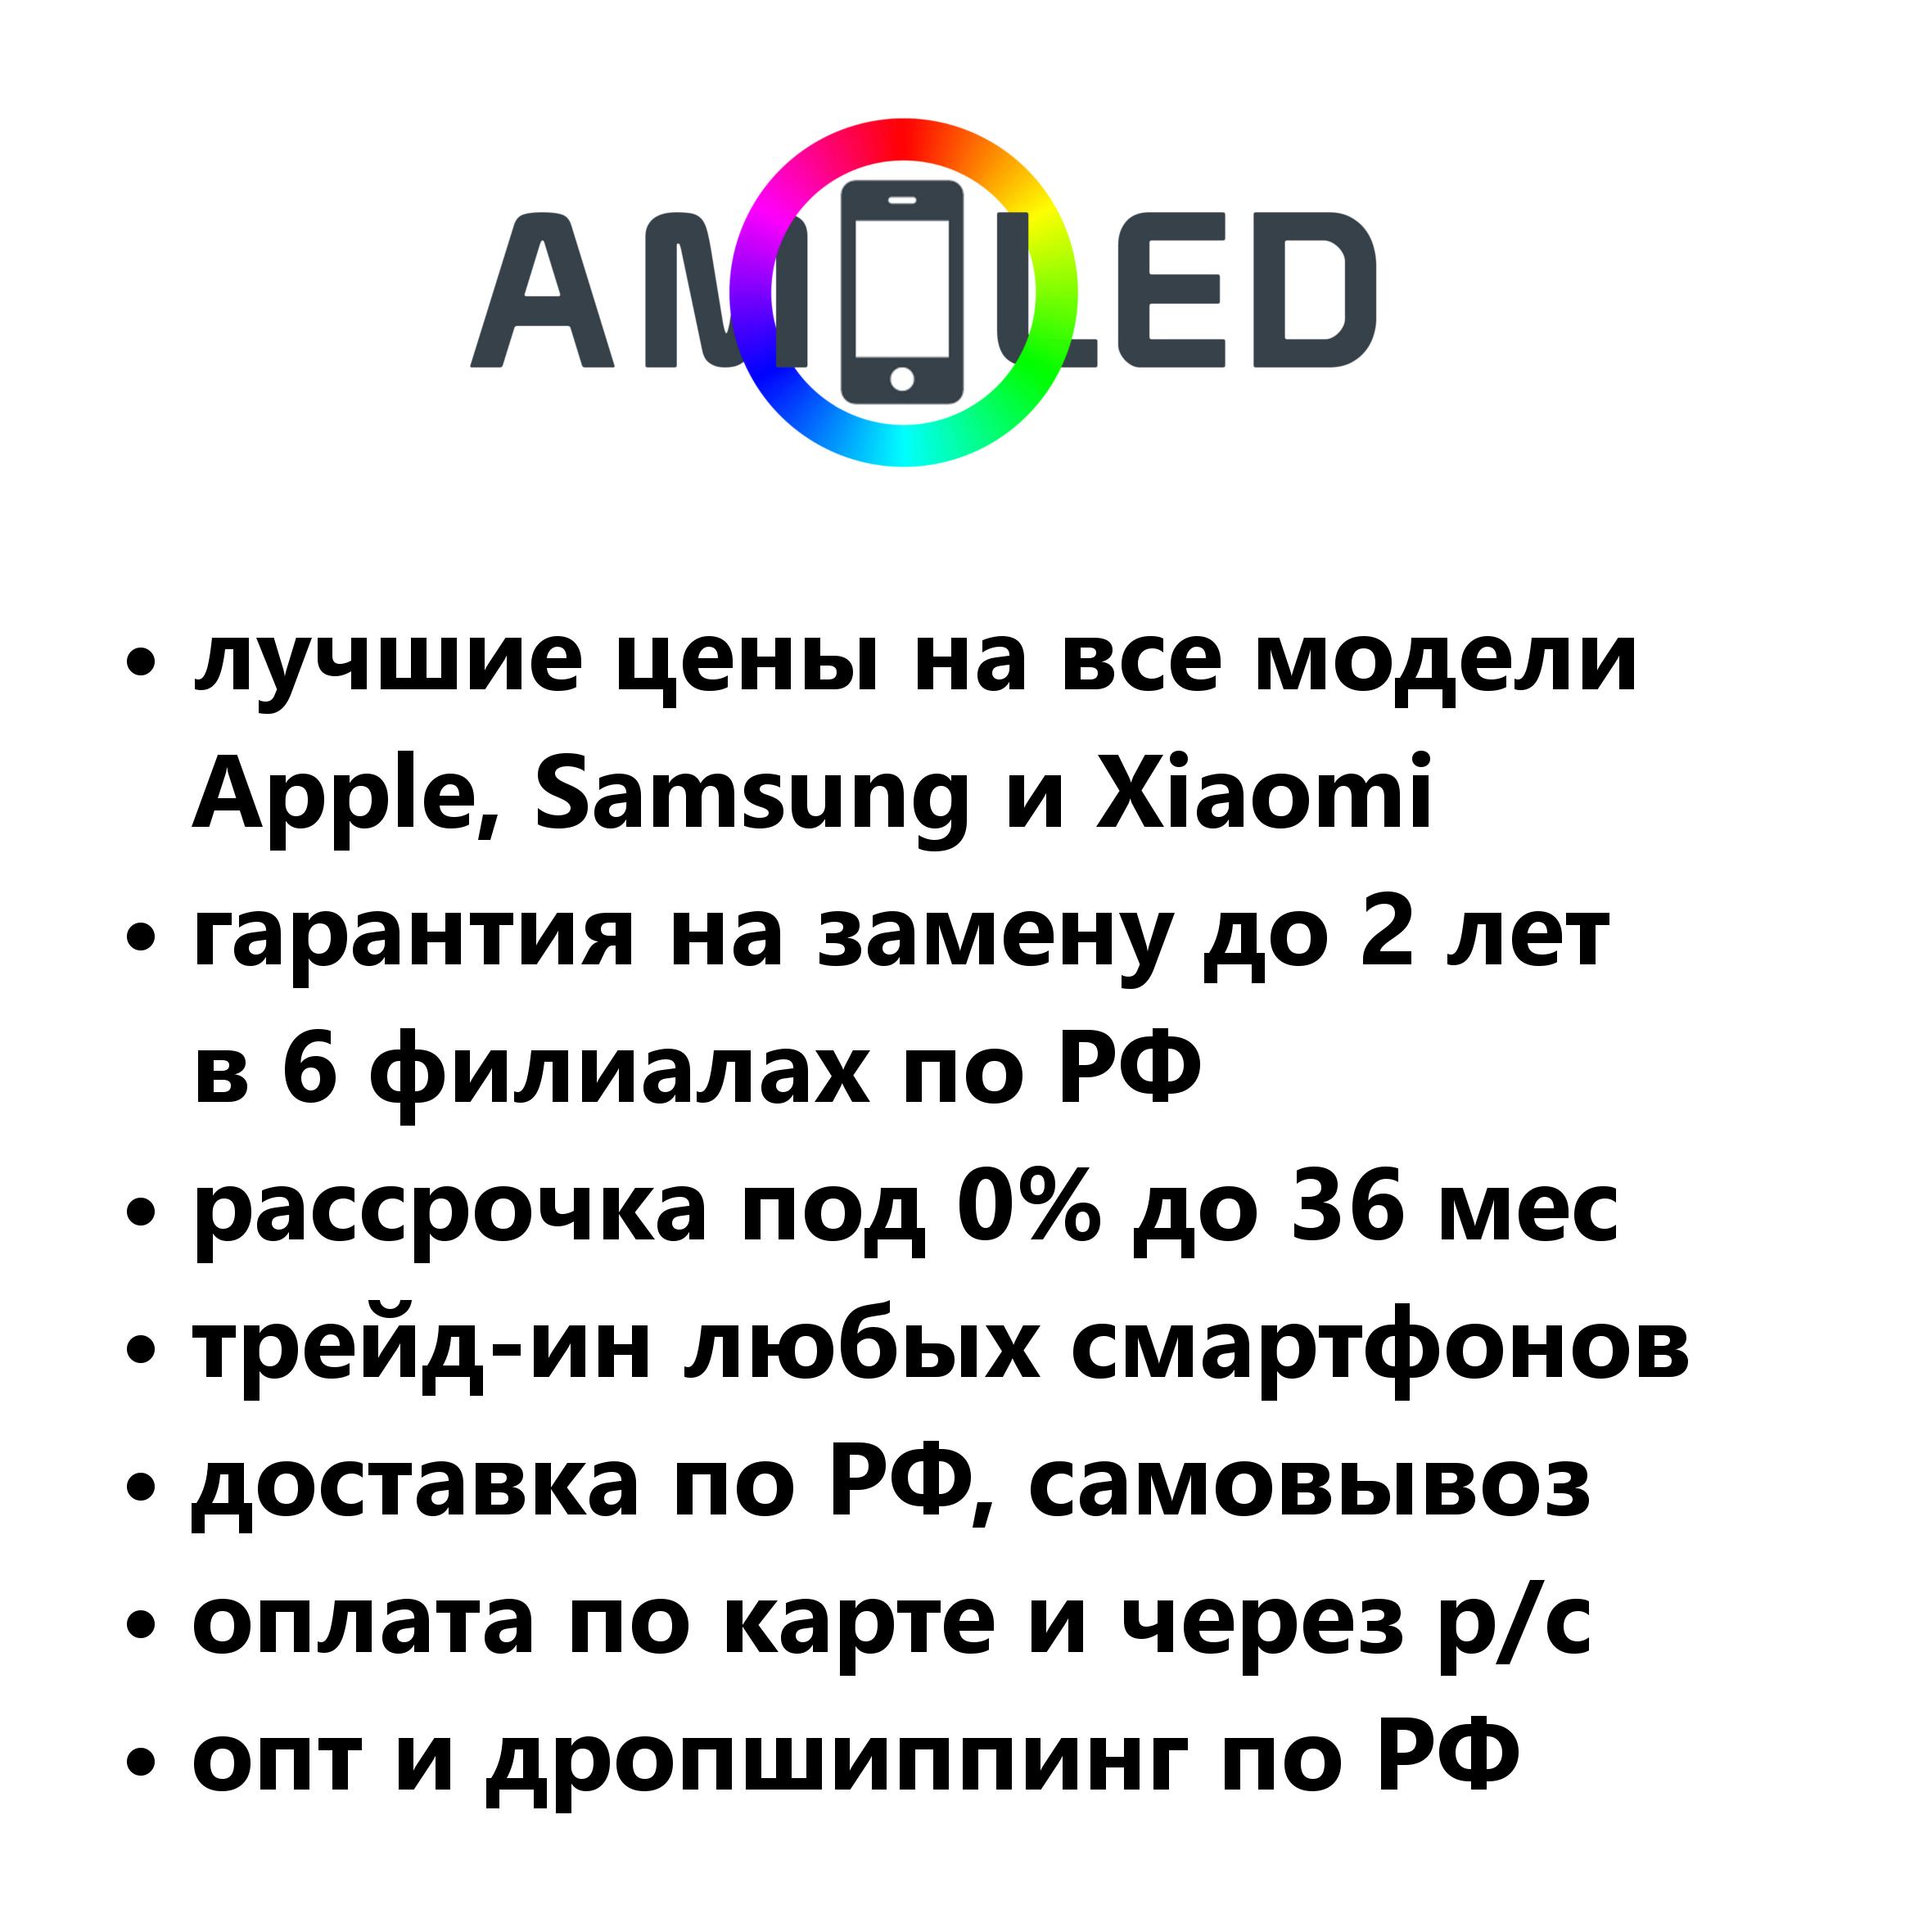 AMOLED
• лучшие цены на все модели
Apple, Samsung и Xiaomi
• гарантия на замену до 2 лет
в 6 филиалах по РФ
• рассрочка под 0% до 36 мес
• трейд-ин любых смартфонов
• доставка по РФ, самовывоз
• оплата по карте и через р/с
• опт и дропшиппинг по РФ